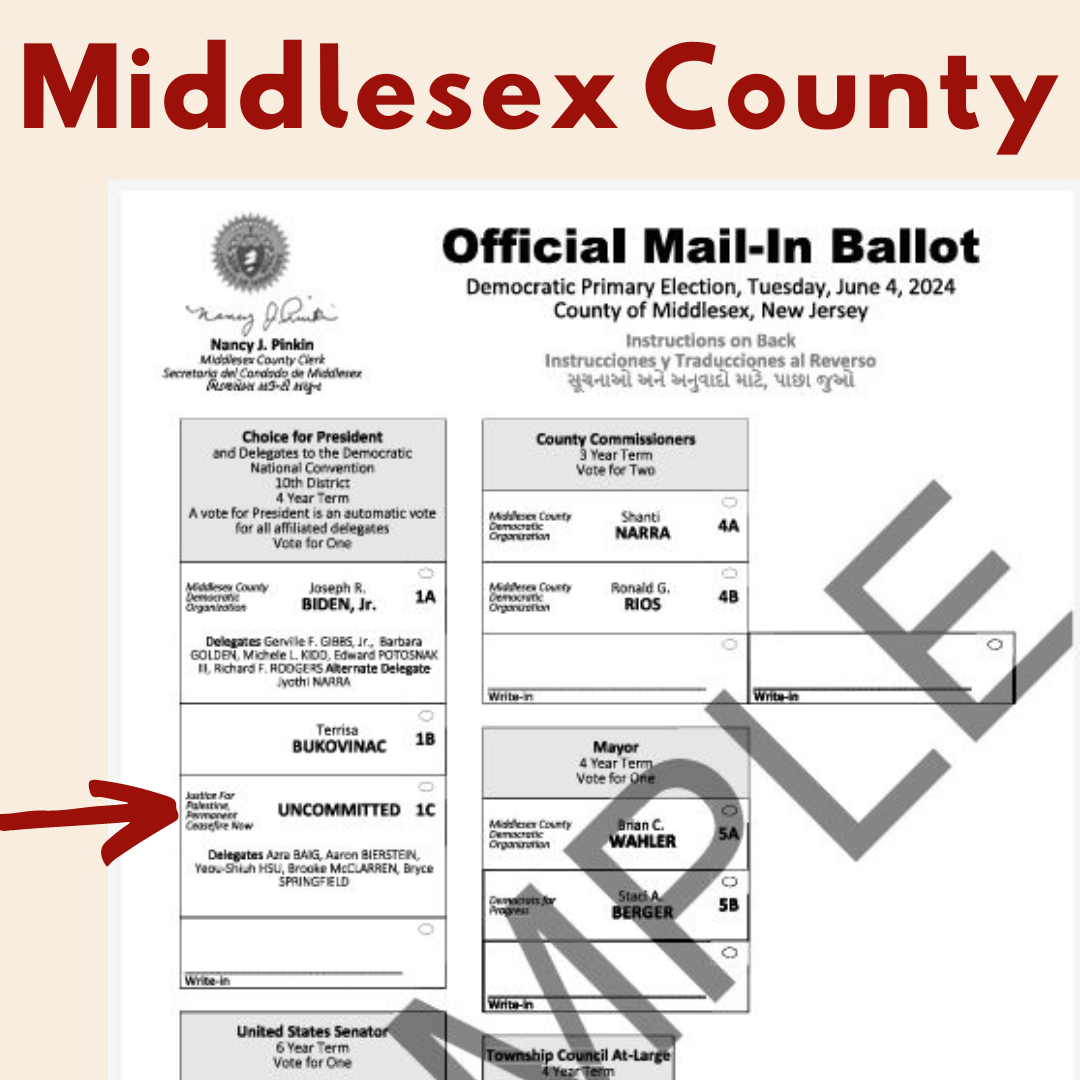 Middlesex County
Official Mail-In Ballot
Democratic Primary Election, Tuesday, June 4, 2024
County of Middlesex, New Jersey
Instructions on Back
Instrucciones y Traducciones al Reverso
સૂચનાઓ અને અનુવાદો માટે, પાછા જુઓ
Nancy J. Pinkin
Nancy J. Pinkin
Middlesex County Clerk
Secretaria del Condado de Middlesex
Choice for President
and Delegates to the Democratic
National Convention
10th District
4 Year Term
A vote for President is an automatic vote
for all affiliated delegates
Vote for One
Middlesex County
Democratic
Organization
Joseph R.
BIDEN, Jr.
1A
Delegates Gerville F. GIBBS, Jr., Barbara
GOLDEN, Michele L. KIDD, Edward POTOSNAK
III, Richard F. RODGERS Alternate Delegate
Jyothi NARRA
Terrisa
BUKOVINAC
1B
Justice For
Palestine,
Permanent
Ceasefire Now
UNCOMMITTED
1C
Delegates Azra BAIG, Aaron BIERSTEIN,
Yeou-Shiuh HSU, Brooke McCLARREN, Bryce
SPRINGFIELD
Write-in
United States Senator
6 Year Term
Vote for One
County Commissioners
3 Year Term
Vote for Two
Middlesex County
Democratic
Organization
Shanti
NARRA
4A
Middlesex County
Democratic
Organization
Ronald G.
RIOS
4B
Write-in
Write-in
Mayor
4 Year Term
Vote for One
Middlesex County
Democratic
Organization
Brian C.
WAHLER
5A
Democrats for
Progress
Staci A.
BERGER
5B
Write-in
Township Council At-Large
4 Year Term
MPLE